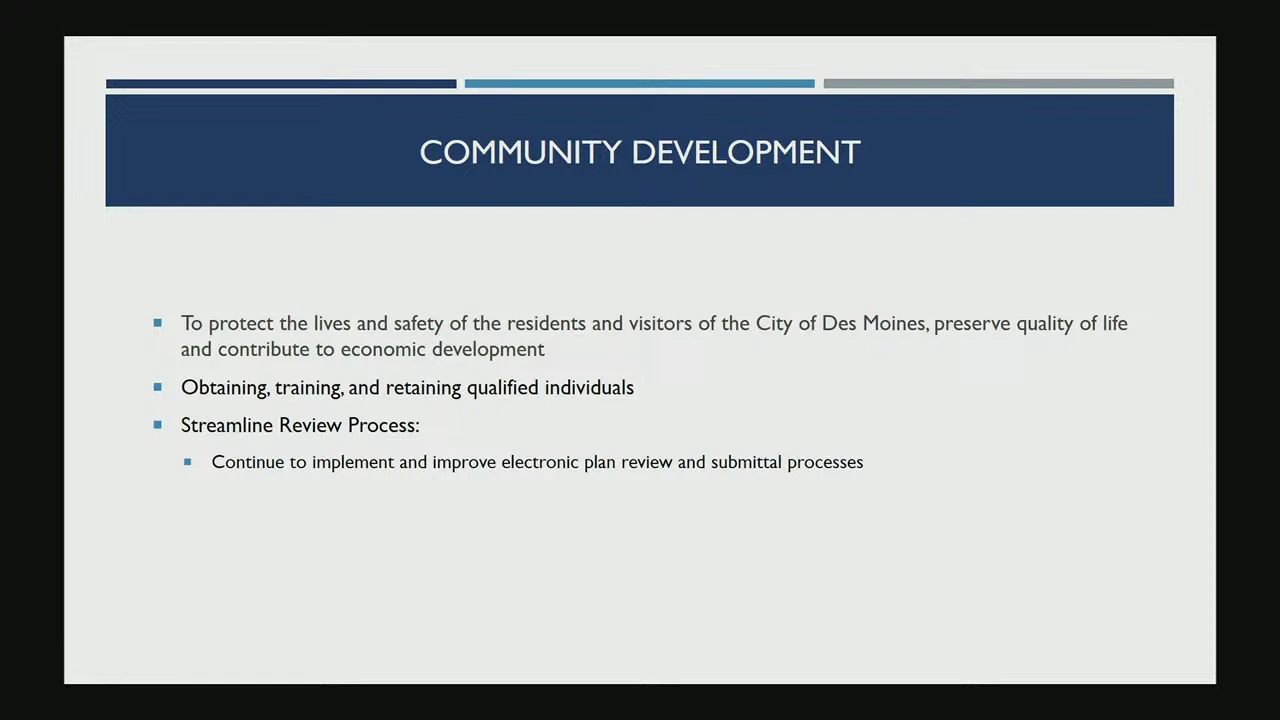 COMMUNITY DEVELOPMENT
To protect the lives and safety of the residents and visitors of the City of Des Moines, preserve quality of life
and contribute to economic development
Obtaining, training, and retaining qualified individuals
Streamline Review Process:
Continue to implement and improve electronic plan review and submittal processes